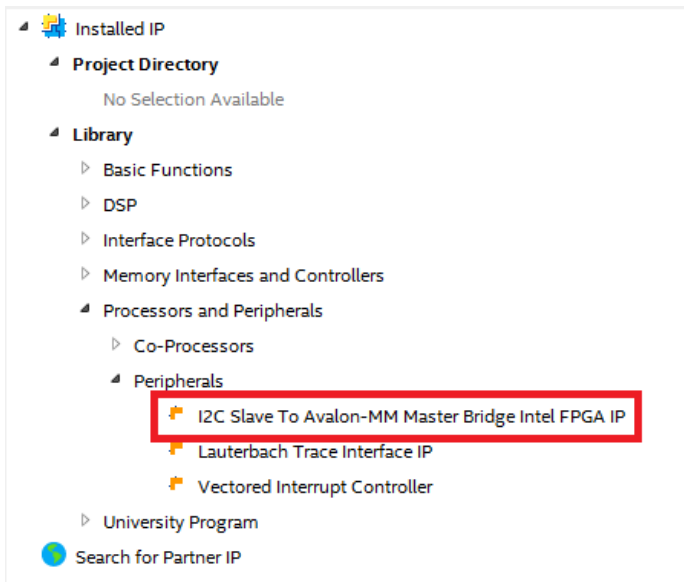 Installed IP
Project Directory
No Selection Available
Library
Basic Functions
DSP
Interface Protocols
Memory Interfaces and Controllers
Processors and Peripherals
Co-Processors
Peripherals
I2C Slave To Avalon-MM Master Bridge Intel FPGA IP
Lauterbach Trace Interface IP
Vectored Interrupt Controller
University Program
Search for Partner IP